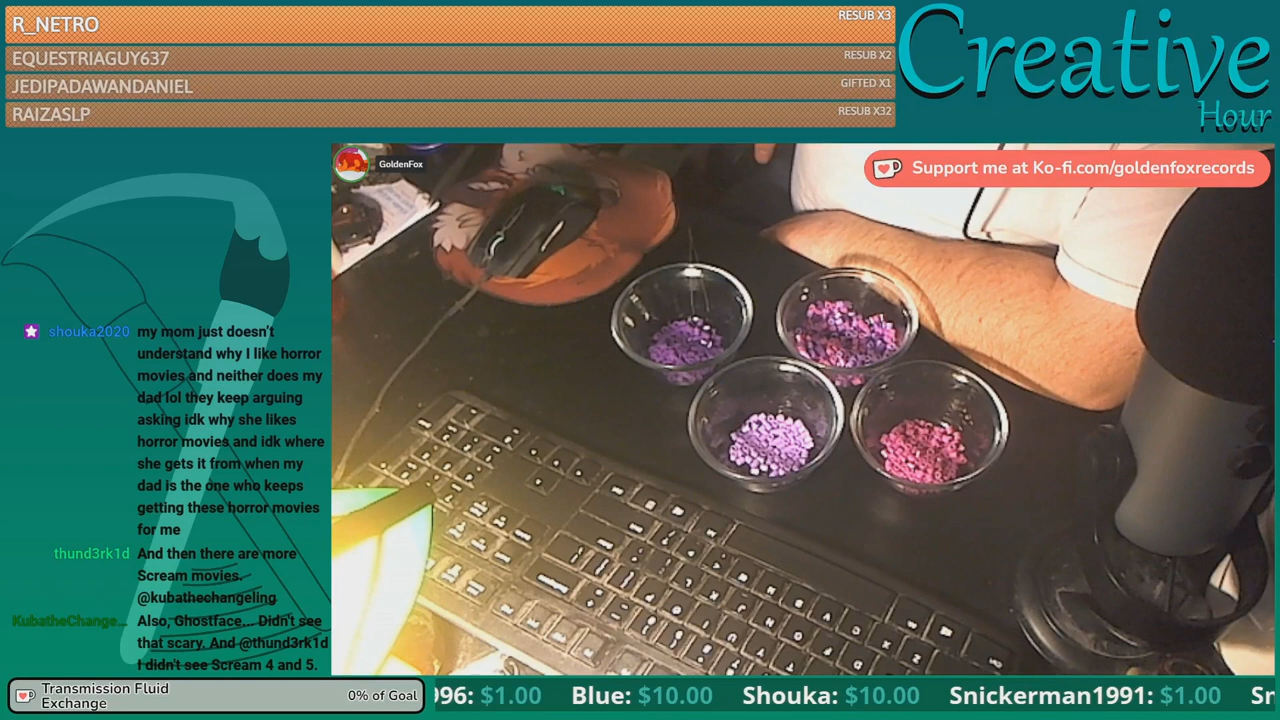 R_NETRO
RESUB X3
EQUESTRIAGUY637
RESUB X2
JEDIPADAWANDANIEL
GIFTED X1
RAIZASLP
RESUB X32
Creative
Hour
GoldenFox
Support me at Ko-fi.com/goldenfoxrecords
shouka2020 my mom just doesn't
understand why I like horror
movies and neither does my
dad lol they keep arguing
asking idk why she likes
horror movies and idk where
she gets it from when my
dad is the one who keeps
getting these horror movies
for me
thund3rk1d And then there are more
Scream movies.
@kubathechangeling
KubatheChange... Also, Ghostface... Didn't see
that scary. And @thund3rk1d
I didn't see Scream 4 and 5.
Transmission Fluid
Exchange
0% of Goal
996: $1.00 Blue: $10.00 Shouka: $10.00 Snickerman1991: $1.00 Sn